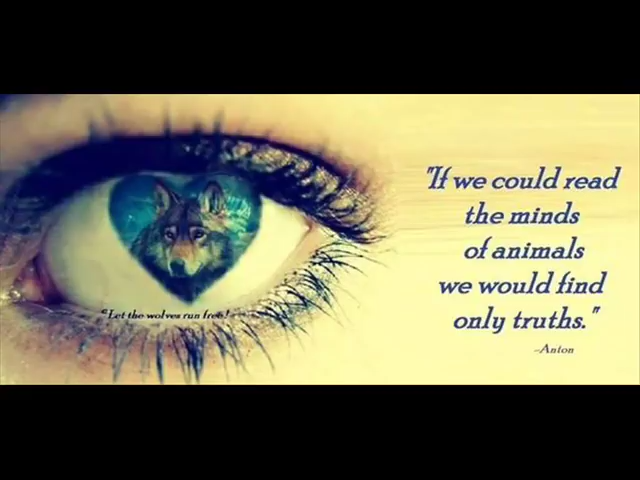 "If we could read
the minds
of animals
we would find
only truths."
~Anton
"Let the wolves run free!